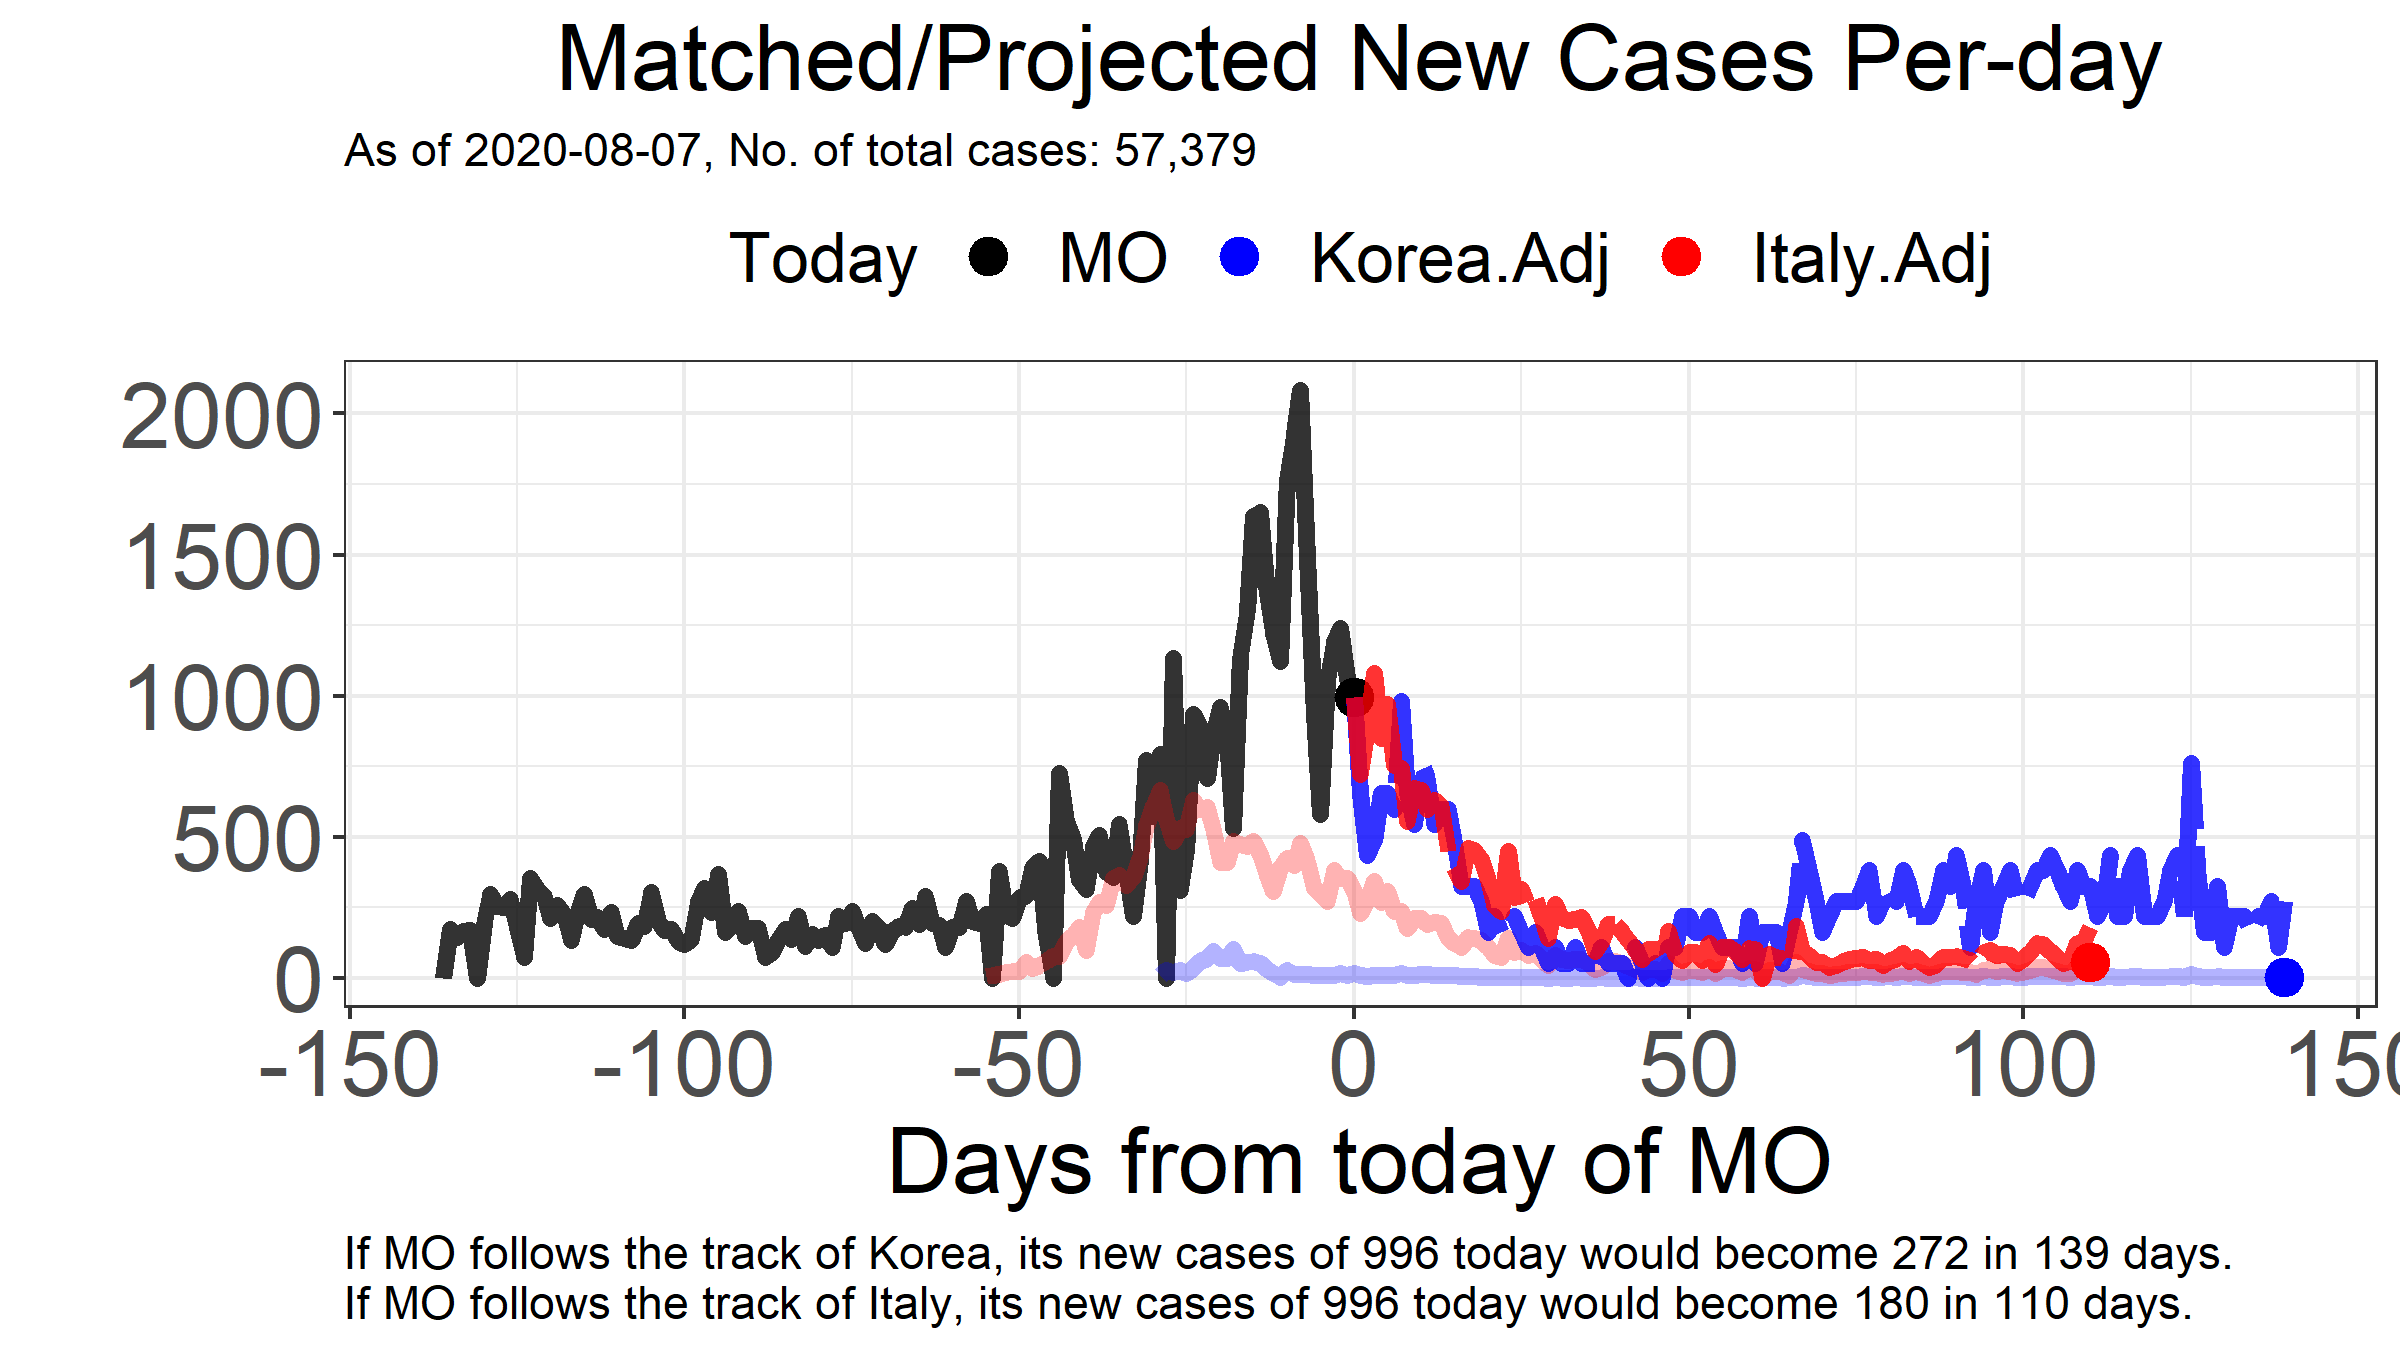 Matched/Projected New Cases Per-day
As of 2020-08-07, No. of total cases: 57,379
Today MO Korea.Adj Italy.Adj
2000
1500
1000
500
0
-150 -100 -50 0 50 100 150
Days from today of MO
If MO follows the track of Korea, its new cases of 996 today would become 272 in 139 days.
If MO follows the track of Italy, its new cases of 996 today would become 180 in 110 days.